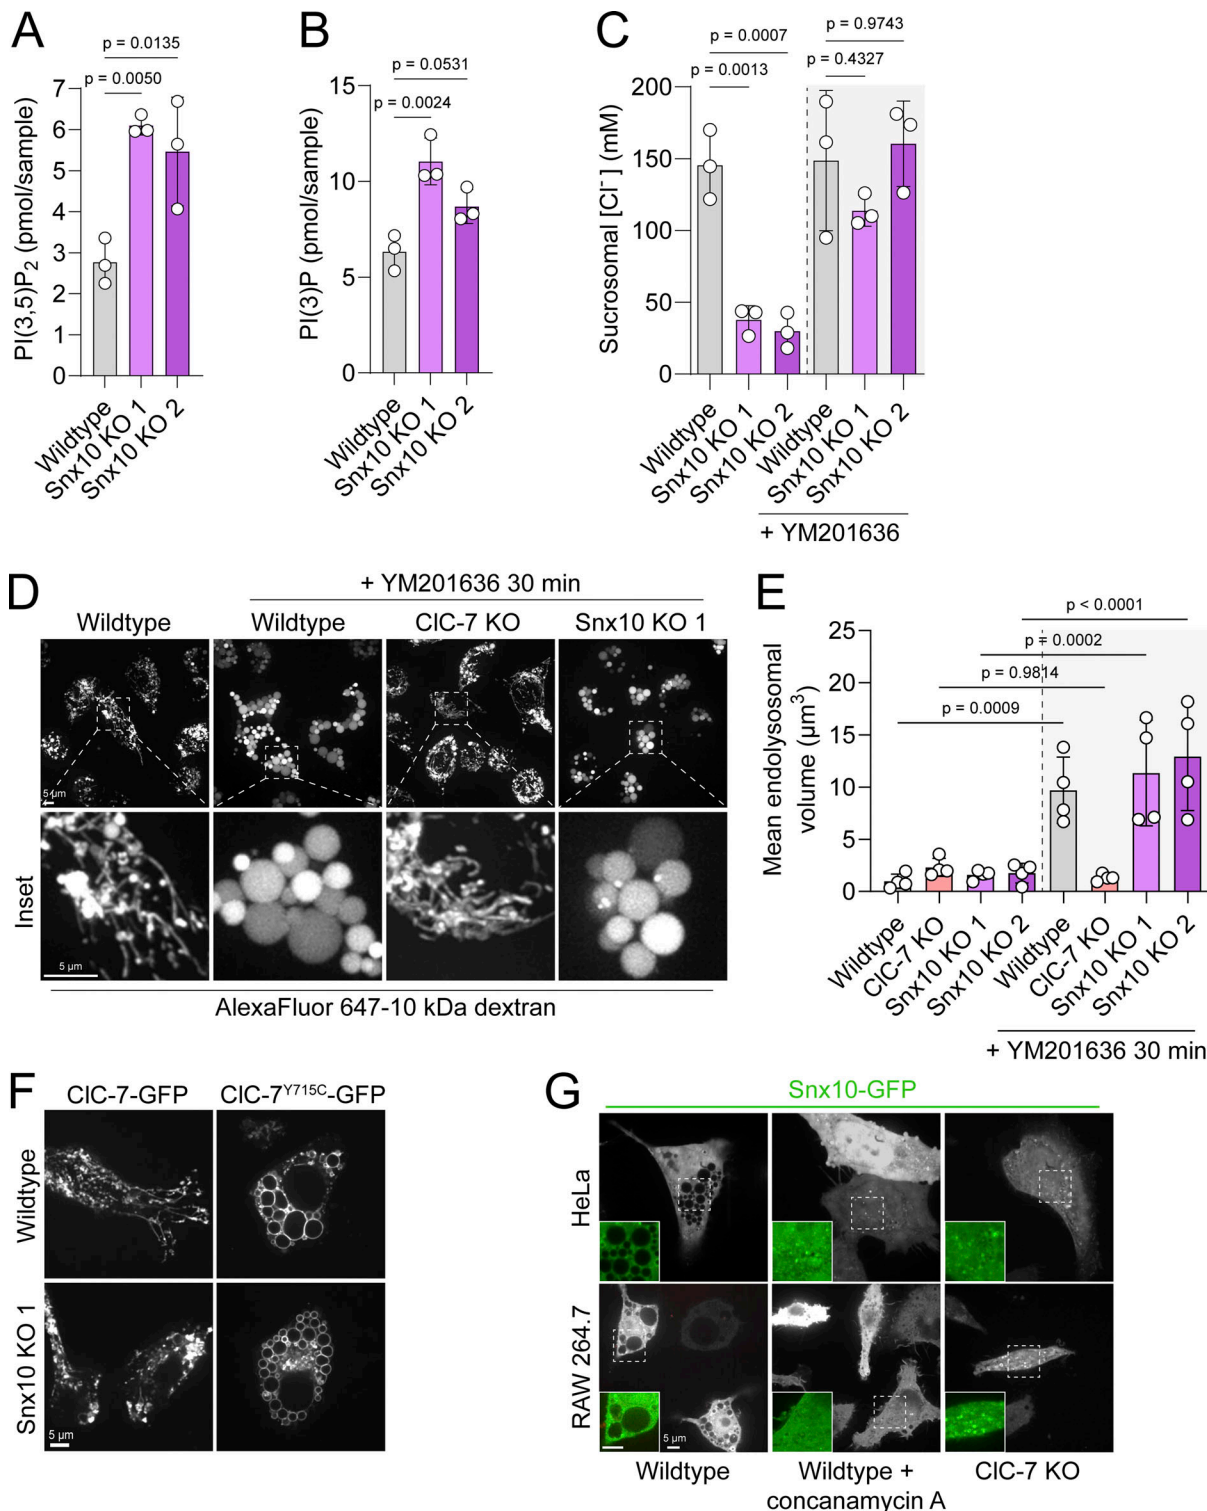 A
p = 0.0135
p = 0.0050
PI(3,5)P2 (pmol/sample)
7
6
5
4
3
2
1
0
Wildtype
Snx10 KO 1
Snx10 KO 2
B
p = 0.0531
p = 0.0024
PI(3)P (pmol/sample)
15
10
5
0
Wildtype
Snx10 KO 1
Snx10 KO 2
C
p = 0.0007
p = 0.0013
p = 0.9743
p = 0.4327
Sucrosomal [Cl-] (mM)
200
150
100
50
0
Wildtype
Snx10 KO 1
Snx10 KO 2
Wildtype
Snx10 KO 1
Snx10 KO 2
+ YM201636
D
+ YM201636 30 min
Wildtype
Wildtype
ClC-7 KO
Snx10 KO 1
5 µm
Inset
5 µm
AlexaFluor 647-10 kDa dextran
E
p < 0.0001
p = 0.0002
p = 0.9814
p = 0.0009
Mean endolysosomal
volume (µm3)
25
20
15
10
5
0
Wildtype
ClC-7 KO
Snx10 KO 1
Snx10 KO 2
Wildtype
ClC-7 KO
Snx10 KO 1
Snx10 KO 2
+ YM201636 30 min
F
ClC-7-GFP
ClC-7Y715C-GFP
Wildtype
Snx10 KO 1
5 µm
G
Snx10-GFP
HeLa
RAW 264.7
5 µm
Wildtype
Wildtype +
concanamycin A
ClC-7 KO